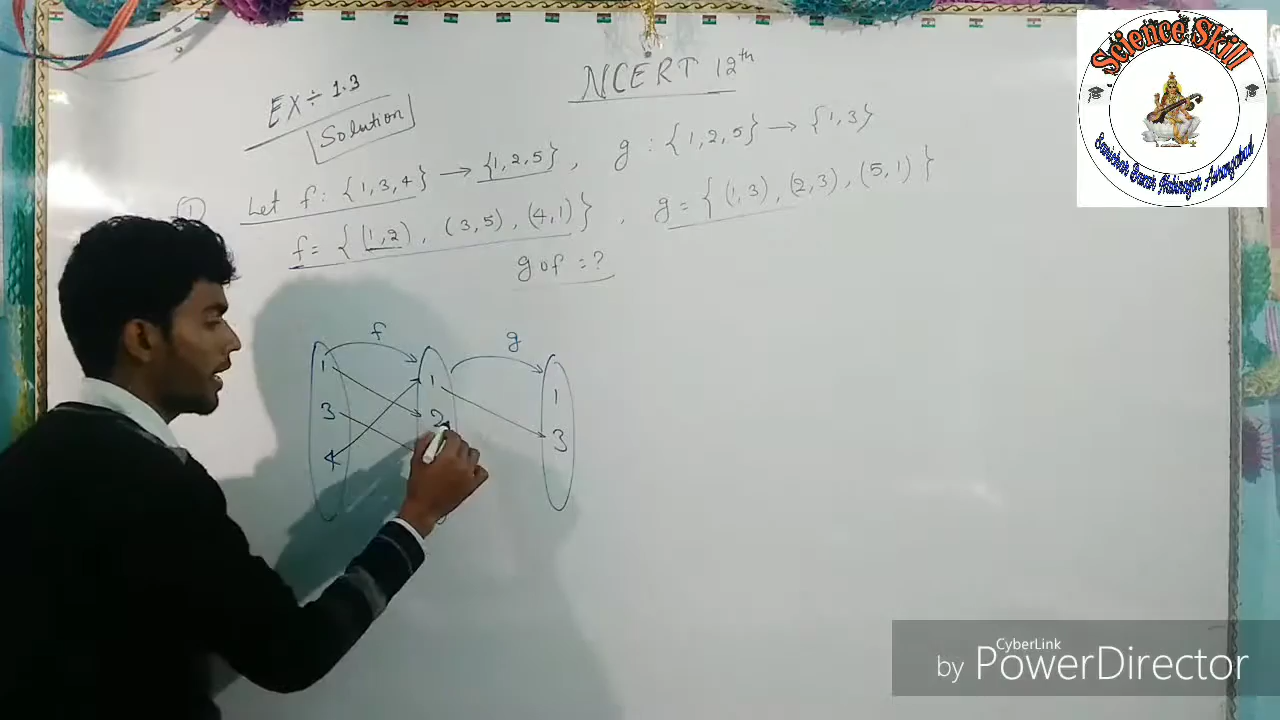 NCERT 12th
EX÷ 1.3
Solution
① Let f : {1,3,4} → {1,2,5} , g : {1,2,5} → {1,3}
f = { (1,2) , (3,5) , (4,1) } , g = { (1,3) , (2,3) , (5,1) }
gof = ?
f g
1 1 1
3 2 3
4
Science Skill
CyberLink
by PowerDirector